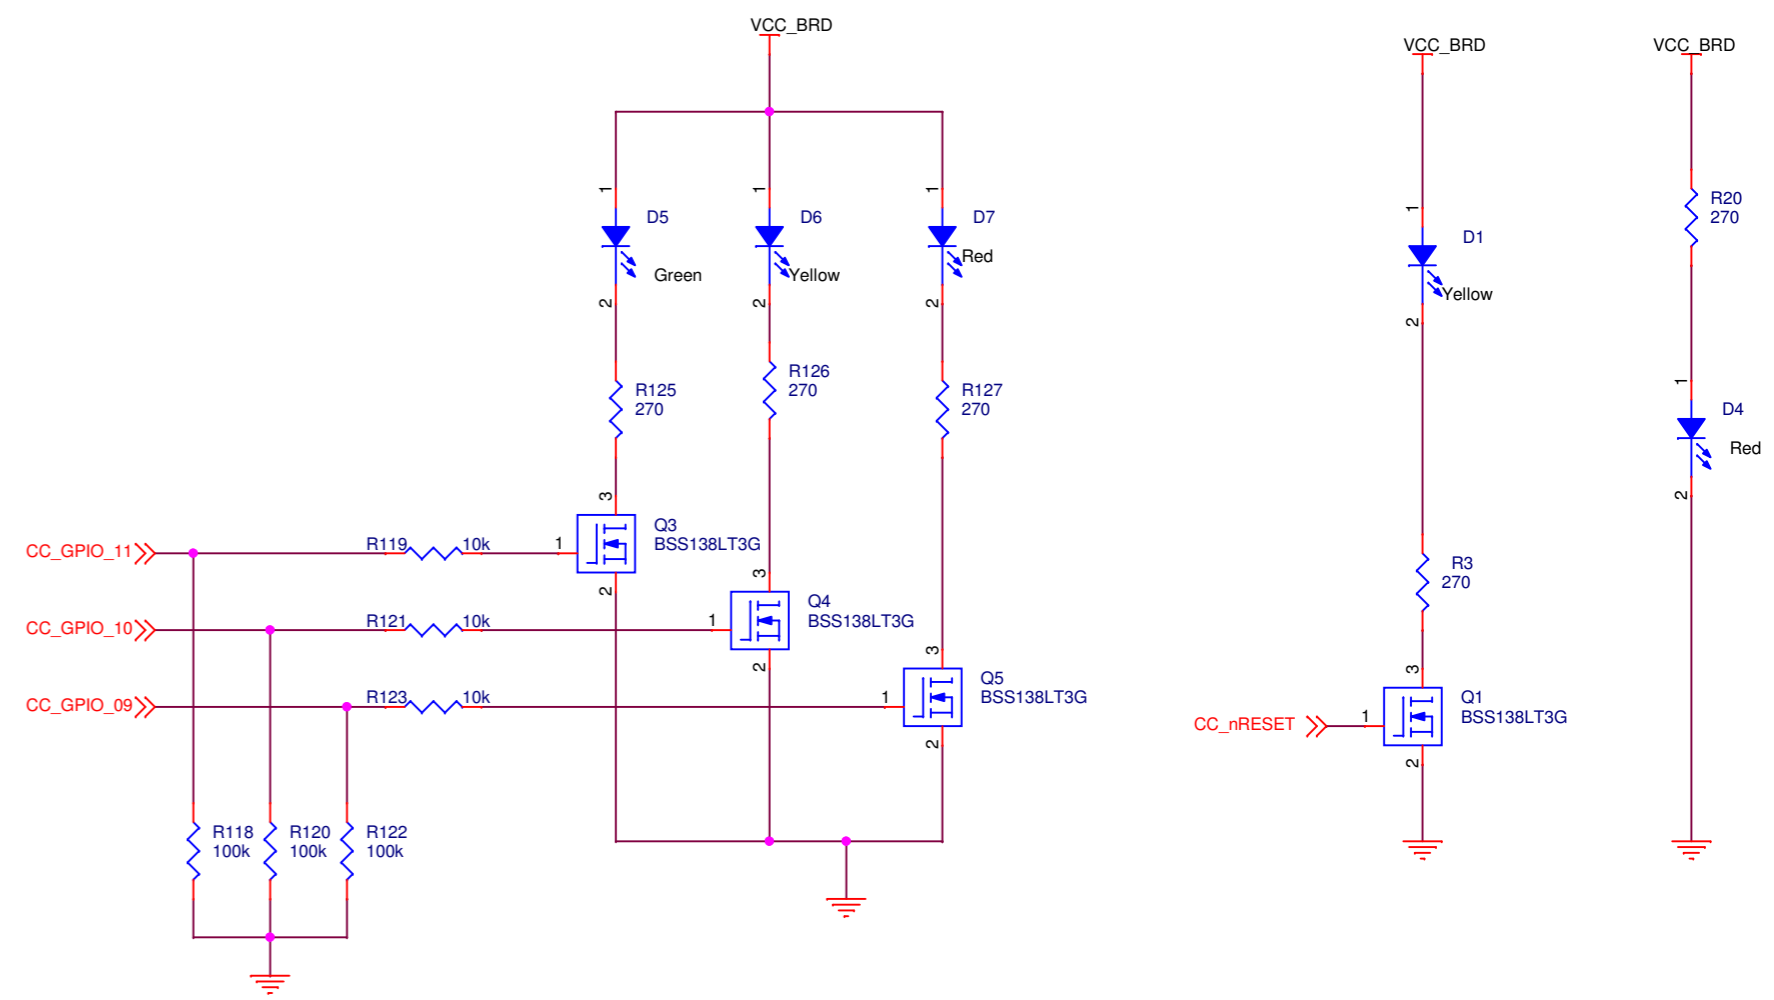 VCC_BRD
VCC_BRD
VCC_BRD
1
1
1
D5
D6
D7
Green
Yellow
Red
2
2
2
R125
270
R126
270
R127
270
3
CC_GPIO_11
R119
10k
1
Q3
BSS138LT3G
2
3
CC_GPIO_10
R121
10k
1
Q4
BSS138LT3G
2
3
CC_GPIO_09
R123
10k
1
Q5
BSS138LT3G
2
R118
100k
R120
100k
R122
100k
1
D1
Yellow
2
R3
270
3
CC_nRESET
1
Q1
BSS138LT3G
2
R20
270
1
D4
Red
2